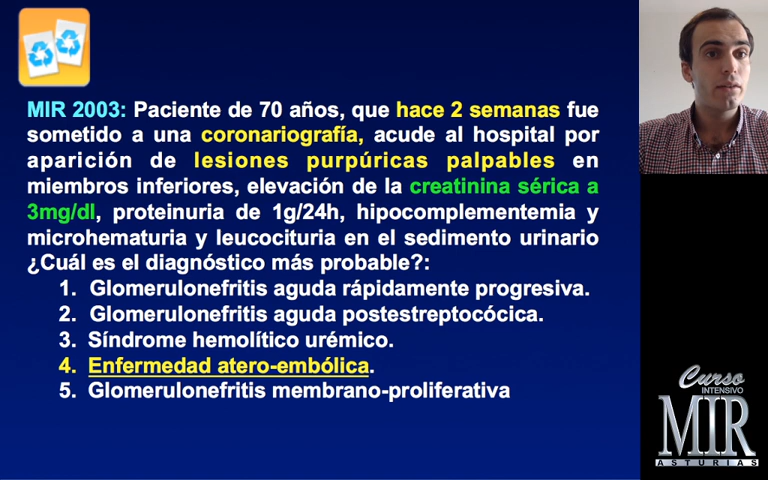 MIR 2003: Paciente de 70 años, que hace 2 semanas fue
sometido a una coronariografía, acude al hospital por
aparición de lesiones purpúricas palpables en
miembros inferiores, elevación de la creatinina sérica a
3mg/dl, proteinuria de 1g/24h, hipocomplementemia y
microhematuria y leucocituria en el sedimento urinario
¿Cuál es el diagnóstico más probable?:
1. Glomerulonefritis aguda rápidamente progresiva.
2. Glomerulonefritis aguda postestreptocócica.
3. Síndrome hemolítico urémico.
4. Enfermedad atero-embólica.
5. Glomerulonefritis membrano-proliferativa
Curso
INTENSIVO
MIR
ASTURIAS